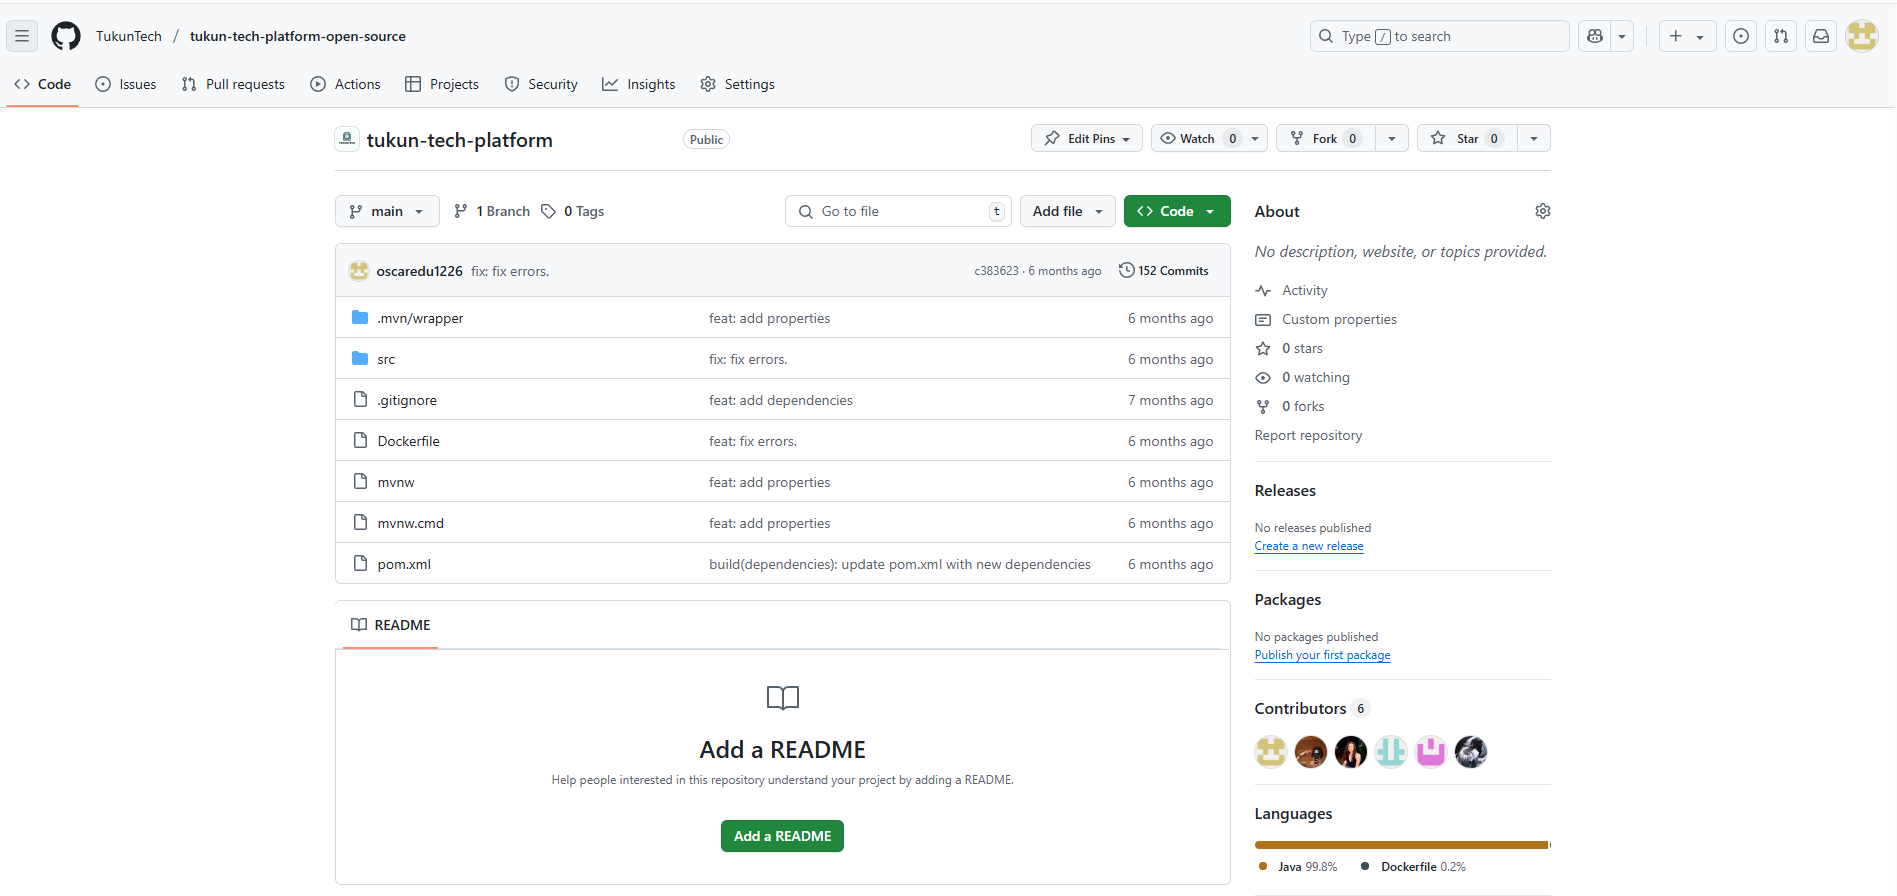 TukunTech / tukun-tech-platform-open-source
Type / to search
Code Issues Pull requests Actions Projects Security Insights Settings
tukun-tech-platform Public
Edit Pins Watch 0 Fork 0 Star 0
main 1 Branch 0 Tags Go to file t Add file Code
oscaredu1226 fix: fix errors. c383623 · 6 months ago 152 Commits
.mvn/wrapper feat: add properties 6 months ago
src fix: fix errors. 6 months ago
.gitignore feat: add dependencies 7 months ago
Dockerfile feat: fix errors. 6 months ago
mvnw feat: add properties 6 months ago
mvnw.cmd feat: add properties 6 months ago
pom.xml build(dependencies): update pom.xml with new dependencies 6 months ago
README
Add a README
Help people interested in this repository understand your project by adding a README.
Add a README
About
No description, website, or topics provided.
Activity
Custom properties
0 stars
0 watching
0 forks
Report repository
Releases
No releases published
Create a new release
Packages
No packages published
Publish your first package
Contributors 6
Languages
Java 99.8% Dockerfile 0.2%